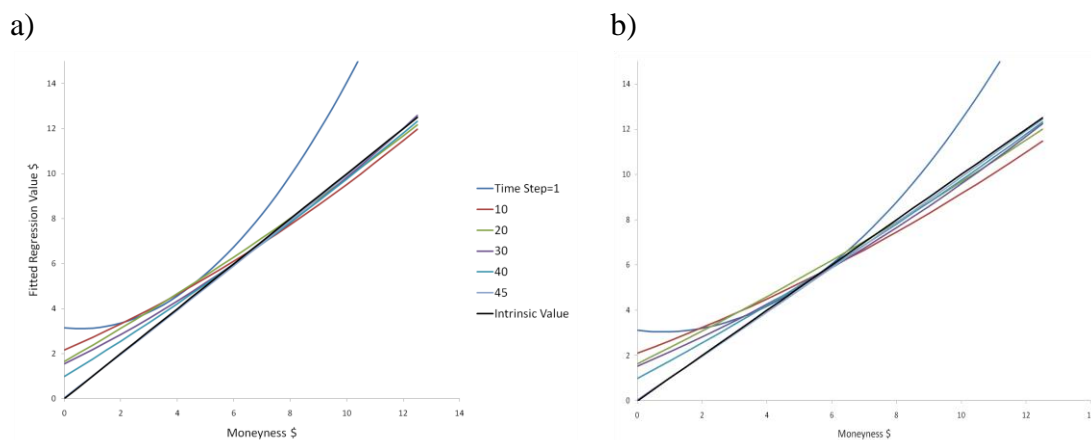 a)
b)
Fitted Regression Value $
14
12
10
8
6
4
2
0
0 2 4 6 8 10 12 14
Moneyness $
Time Step=1
10
20
30
40
45
Intrinsic Value
14
12
10
8
6
4
2
0
0 2 4 6 8 10 12
Moneyness $